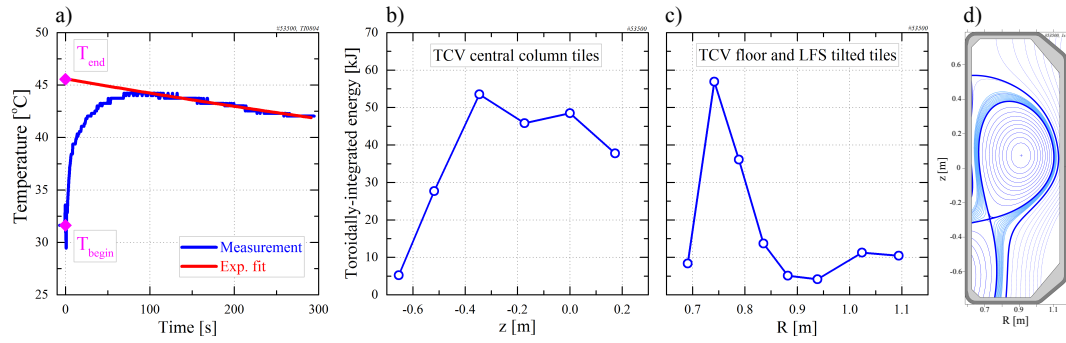 a)
#53500, TI0804
T_end
T_begin
Measurement
Exp. fit
Temperature [°C]
50
45
40
35
30
25
0
100
200
300
Time [s]
b)
#53500
TCV central column tiles
Toroidally-integrated energy [kJ]
70
60
50
40
30
20
10
0
-0.6
-0.4
-0.2
0.0
0.2
z [m]
c)
#53500
TCV floor and LFS tilted tiles
0.7
0.8
0.9
1.0
1.1
R [m]
d)
z [m]
0.6
0.4
0.2
0
-0.2
-0.4
-0.6
0.7
0.9
1.1
R [m]